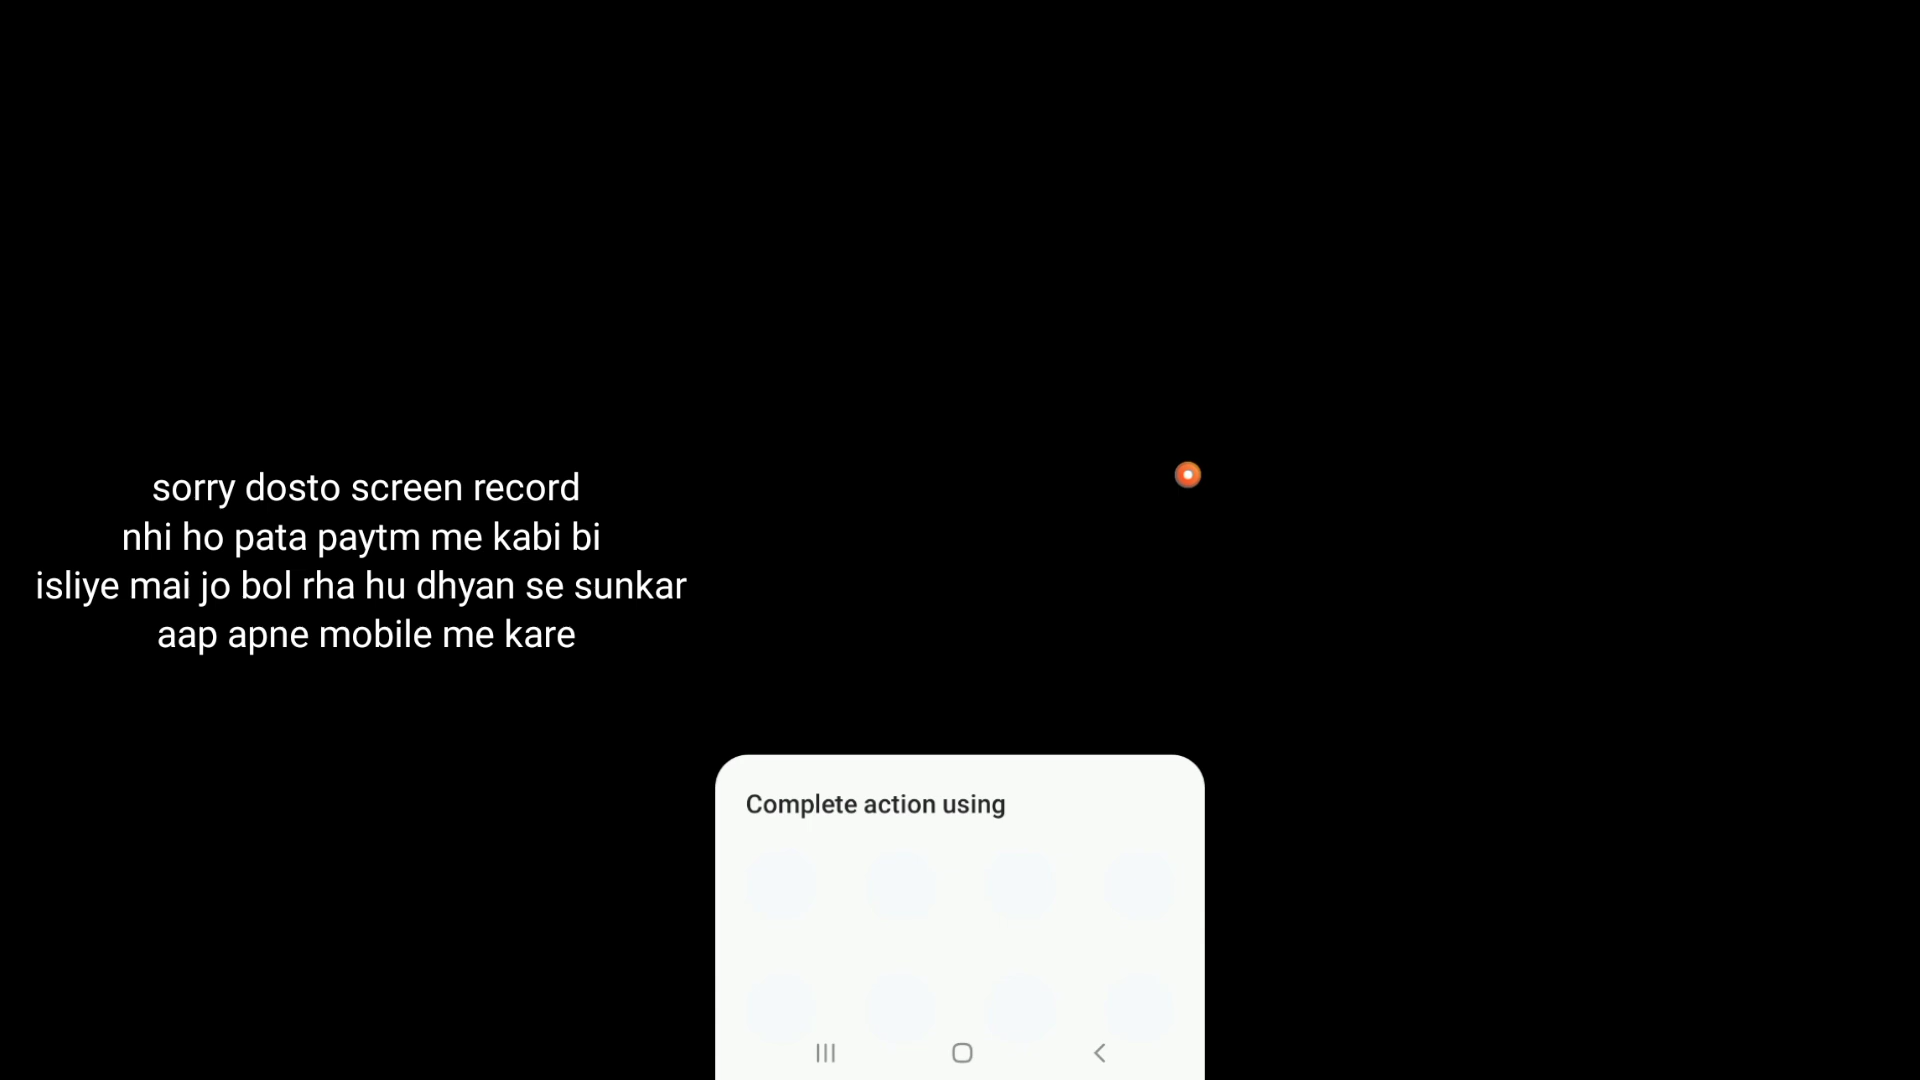 sorry dosto screen record
nhi ho pata paytm me kabi bi
isliye mai jo bol rha hu dhyan se sunkar
aap apne mobile me kare
Complete action using